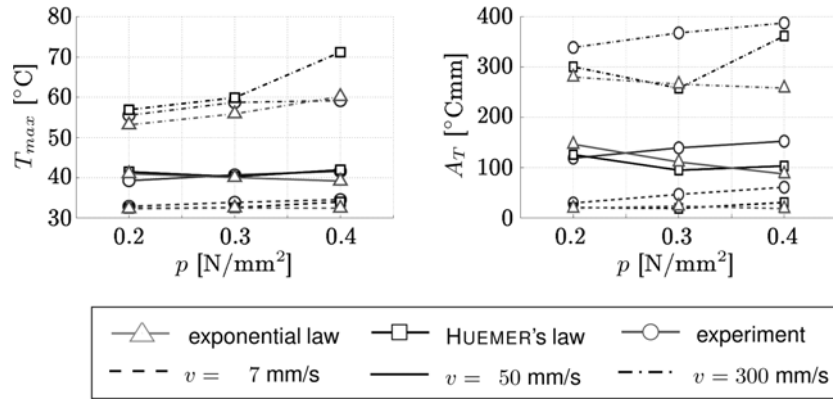 80 400
70 300
60
50 200
40 100
30 0
0.2 0.3 0.4 0.2 0.3 0.4
T_max [°C]
A_T [°Cmm]
p [N/mm²] p [N/mm²]
exponential law HUEMER's law experiment
v = 7 mm/s v = 50 mm/s v = 300 mm/s